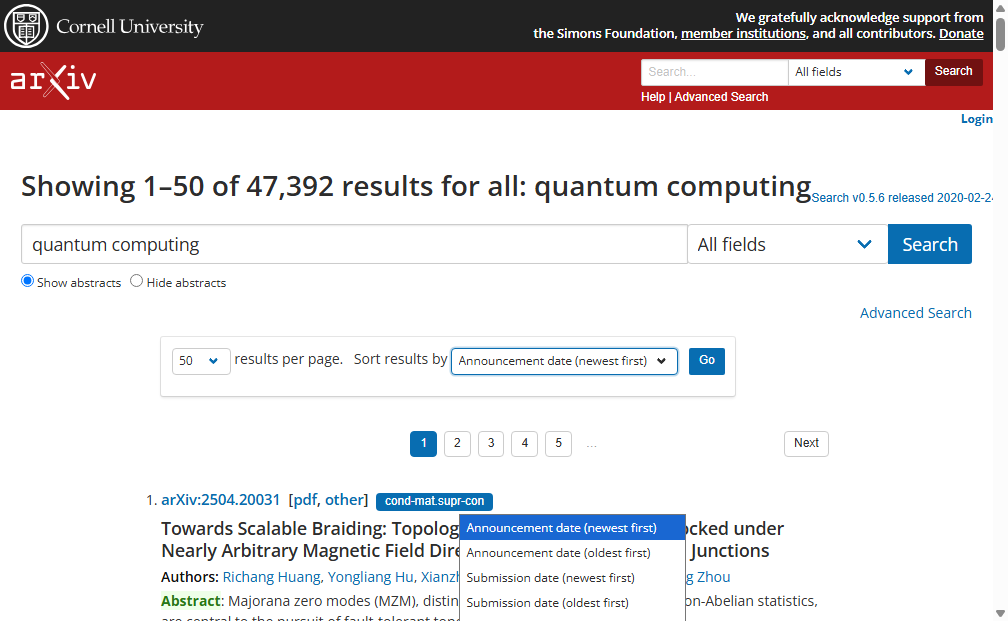 Cornell University
We gratefully acknowledge support from
the Simons Foundation, member institutions, and all contributors. Donate
arXiv
Search...
All fields
Search
Help | Advanced Search
Login
Showing 1–50 of 47,392 results for all: quantum computing
Search v0.5.6 released 2020-02-24
quantum computing
All fields
Search
Show abstracts
Hide abstracts
Advanced Search
50 results per page. Sort results by Announcement date (newest first) Go
1 2 3 4 5 ... Next
1. arXiv:2504.20031 [pdf, other] cond-mat.supr-con
Towards Scalable Braiding: Topolog ocked under
Nearly Arbitrary Magnetic Field Dire Junctions
Authors: Richang Huang, Yongliang Hu, Xianzh g Zhou
Abstract: Majorana zero modes (MZM), distin on-Abelian statistics,
are central to the pursuit of fault-tolerant
Announcement date (newest first)
Announcement date (oldest first)
Submission date (newest first)
Submission date (oldest first)